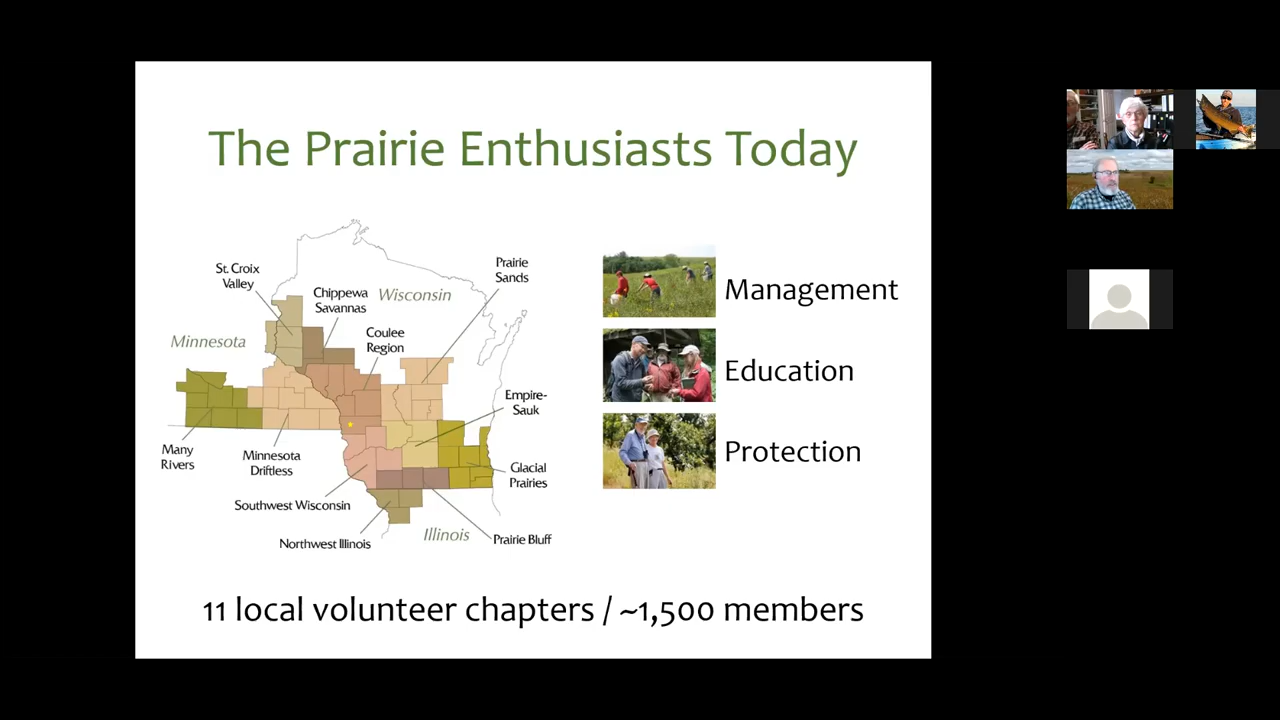 The Prairie Enthusiasts Today
St. Croix
Valley
Chippewa
Savannas
Wisconsin
Prairie
Sands
Minnesota
Coulee
Region
Empire-
Sauk
Many
Rivers
Minnesota
Driftless
Glacial
Prairies
Southwest Wisconsin
Northwest Illinois
Illinois
Prairie Bluff
Management
Education
Protection
11 local volunteer chapters / ~1,500 members